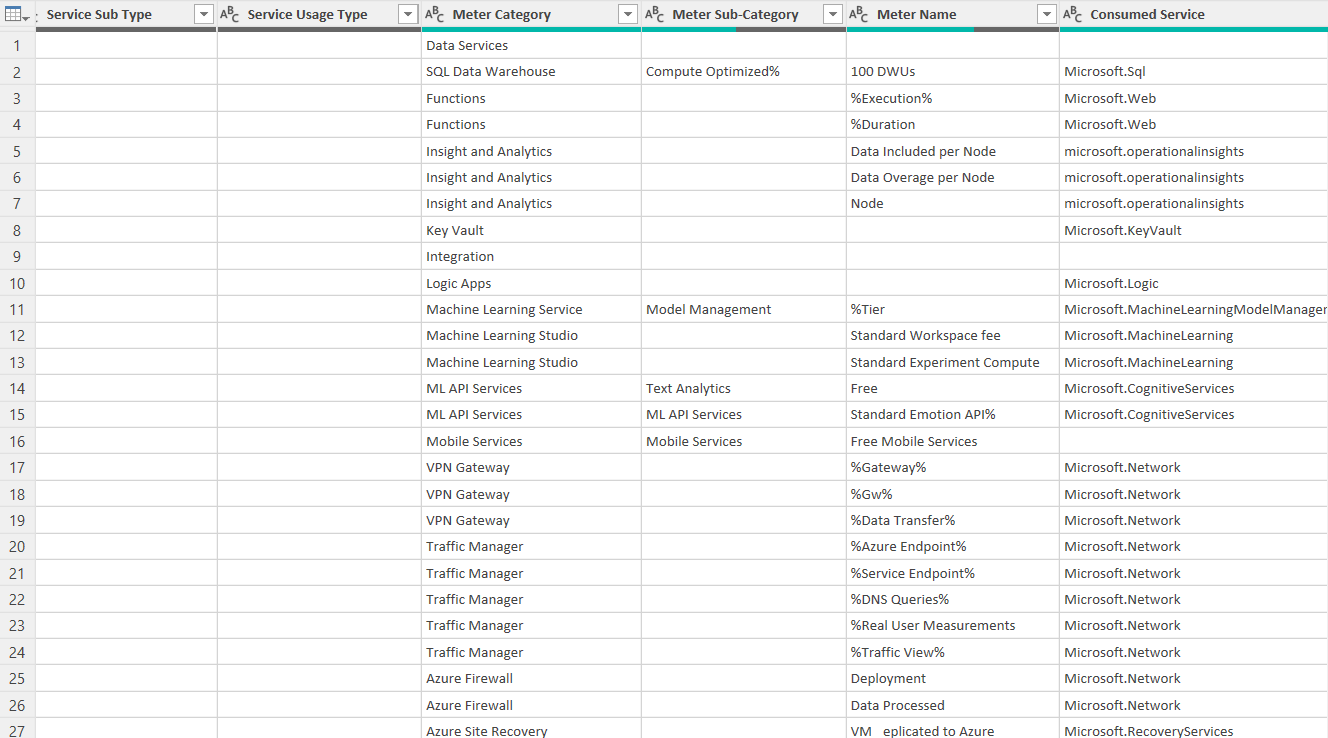 Service Sub Type ABC Service Usage Type ABC Meter Category ABC Meter Sub-Category ABC Meter Name ABC Consumed Service
1 Data Services
2 SQL Data Warehouse Compute Optimized% 100 DWUs Microsoft.Sql
3 Functions %Execution% Microsoft.Web
4 Functions %Duration Microsoft.Web
5 Insight and Analytics Data Included per Node microsoft.operationalinsights
6 Insight and Analytics Data Overage per Node microsoft.operationalinsights
7 Insight and Analytics Node microsoft.operationalinsights
8 Key Vault Microsoft.KeyVault
9 Integration
10 Logic Apps Microsoft.Logic
11 Machine Learning Service Model Management %Tier Microsoft.MachineLearningModelManager
12 Machine Learning Studio Standard Workspace fee Microsoft.MachineLearning
13 Machine Learning Studio Standard Experiment Compute Microsoft.MachineLearning
14 ML API Services Text Analytics Free Microsoft.CognitiveServices
15 ML API Services ML API Services Standard Emotion API% Microsoft.CognitiveServices
16 Mobile Services Mobile Services Free Mobile Services
17 VPN Gateway %Gateway% Microsoft.Network
18 VPN Gateway %Gw% Microsoft.Network
19 VPN Gateway %Data Transfer% Microsoft.Network
20 Traffic Manager %Azure Endpoint% Microsoft.Network
21 Traffic Manager %Service Endpoint% Microsoft.Network
22 Traffic Manager %DNS Queries% Microsoft.Network
23 Traffic Manager %Real User Measurements Microsoft.Network
24 Traffic Manager %Traffic View% Microsoft.Network
25 Azure Firewall Deployment Microsoft.Network
26 Azure Firewall Data Processed Microsoft.Network
27 Azure Site Recovery VM eplicated to Azure Microsoft.RecoveryServices